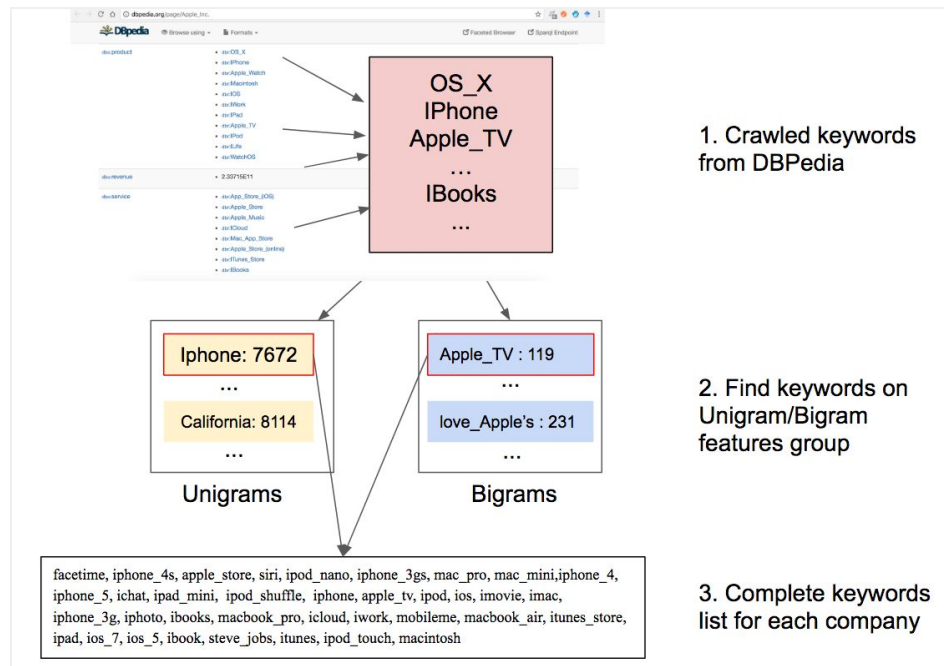 dbpedia.org/page/Apple_Inc.
DBpedia Browse using Formats Faceted Browser Sparql Endpoint
dbo:product
dbr:OS_X
dbr:IPhone
dbr:Apple_Watch
dbr:Macintosh
dbr:IOS
dbr:IWork
dbr:IPad
dbr:Apple_TV
dbr:IPod
dbr:ILife
dbr:WatchOS
dbo:revenue
2.33715E11
dbo:service
dbr:App_Store_(iOS)
dbr:Apple_Store
dbr:Apple_Music
dbr:ICloud
dbr:Mac_App_Store
dbr:Apple_Store_(online)
dbr:ITunes_Store
dbr:IBooks
OS_X
IPhone
Apple_TV
...
IBooks
...
1. Crawled keywords
from DBPedia
Iphone: 7672
...
California: 8114
...
Unigrams
Apple_TV : 119
...
love_Apple's : 231
...
Bigrams
2. Find keywords on
Unigram/Bigram
features group
facetime, iphone_4s, apple_store, siri, ipod_nano, iphone_3gs, mac_pro, mac_mini,iphone_4,
iphone_5, ichat, ipad_mini, ipod_shuffle, iphone, apple_tv, ipod, ios, imovie, imac,
iphone_3g, iphoto, ibooks, macbook_pro, icloud, iwork, mobileme, macbook_air, itunes_store,
ipad, ios_7, ios_5, ibook, steve_jobs, itunes, ipod_touch, macintosh
3. Complete keywords
list for each company